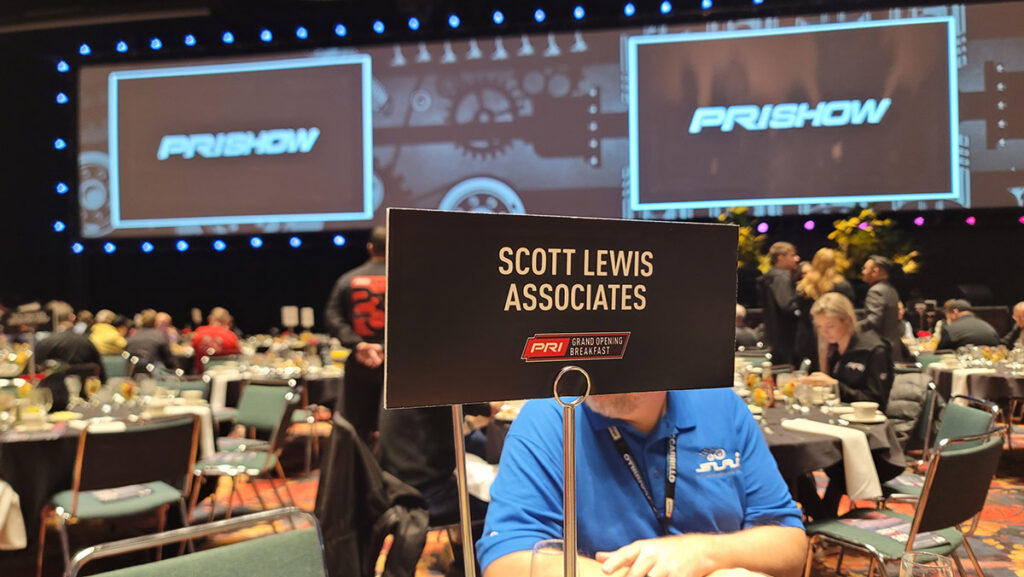 PRISHOW
PRISHOW
SCOTT LEWIS
ASSOCIATES
PRI GRAND OPENING
BREAKFAST